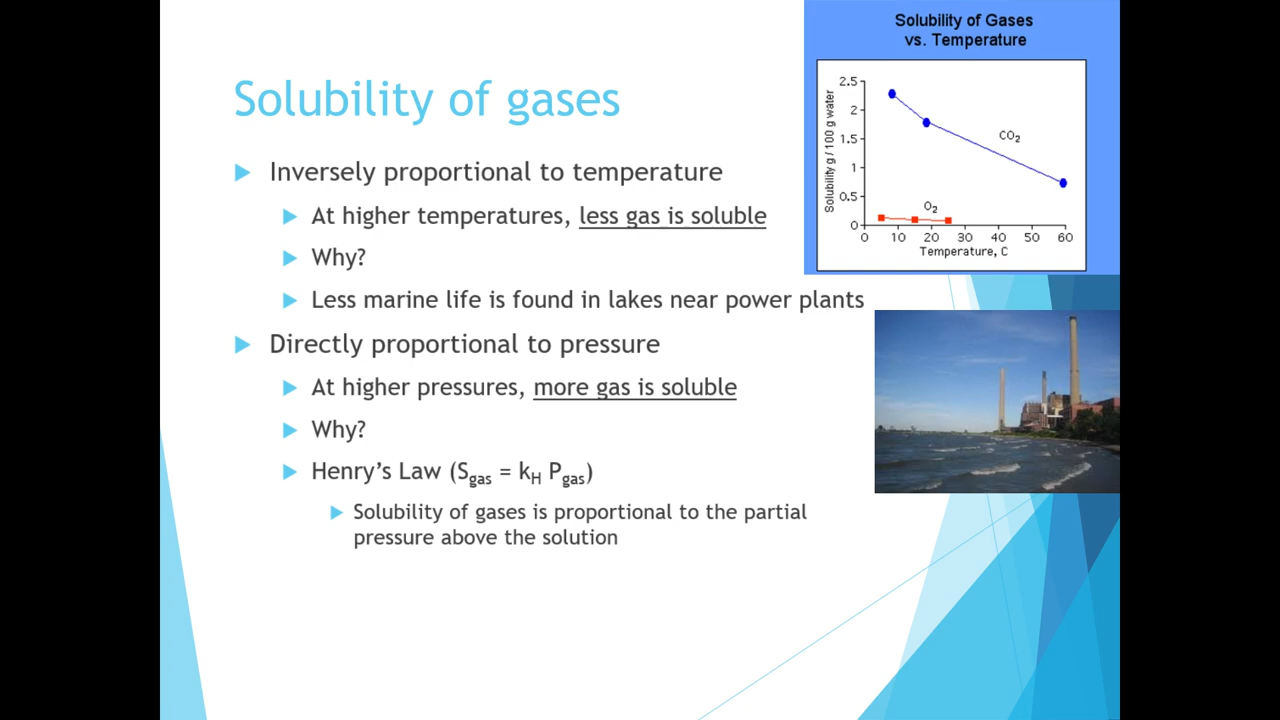 Solubility of gases
Inversely proportional to temperature
At higher temperatures, less gas is soluble
Why?
Less marine life is found in lakes near power plants
Directly proportional to pressure
At higher pressures, more gas is soluble
Why?
Henry's Law (Sgas = kH Pgas)
Solubility of gases is proportional to the partial
pressure above the solution
Solubility of Gases
vs. Temperature
Solubility g / 100 g water
2.5
2
1.5
1
0.5
0
CO2
O2
0 10 20 30 40 50 60
Temperature, C